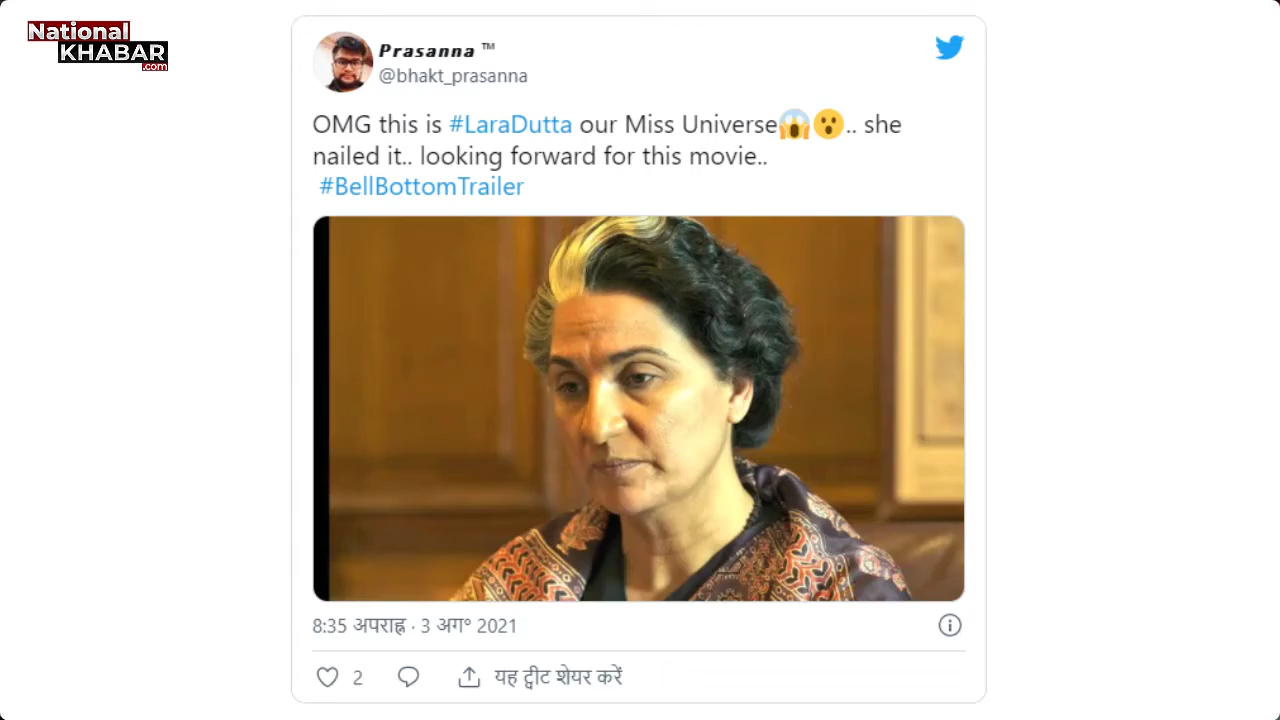 National
KHABAR
.com
Prasanna ™
@bhakt_prasanna
OMG this is #LaraDutta our Miss Universe😱😮.. she
nailed it.. looking forward for this movie..
#BellBottomTrailer
8:35 अपराह्न · 3 अग° 2021
2
यह ट्वीट शेयर करें